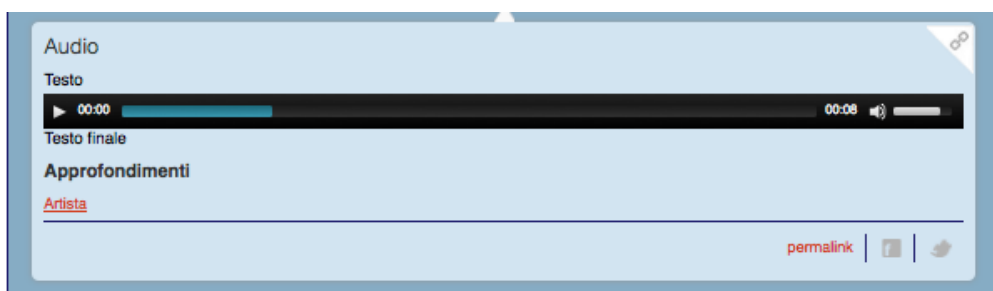 Audio
Testo
00:00 00:08
Testo finale
Approfondimenti
Artista
permalink